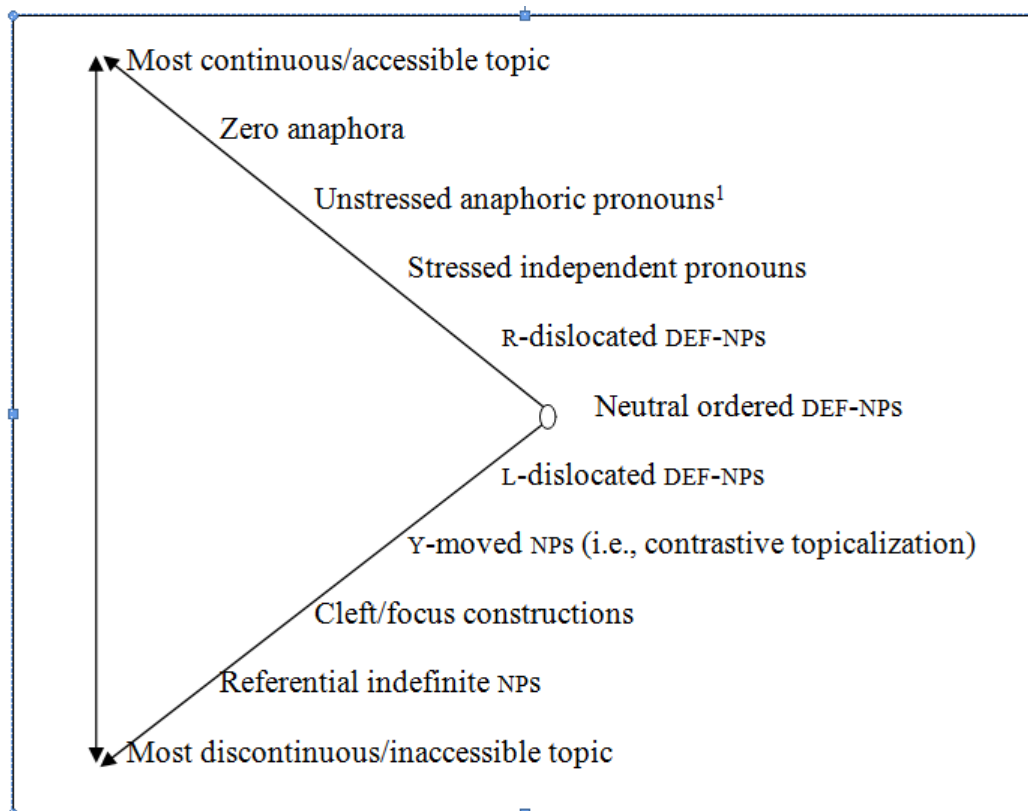 Most continuous/accessible topic
Zero anaphora
Unstressed anaphoric pronouns¹
Stressed independent pronouns
R-dislocated DEF-NPs
Neutral ordered DEF-NPs
L-dislocated DEF-NPs
Y-moved NPs (i.e., contrastive topicalization)
Cleft/focus constructions
Referential indefinite NPs
Most discontinuous/inaccessible topic